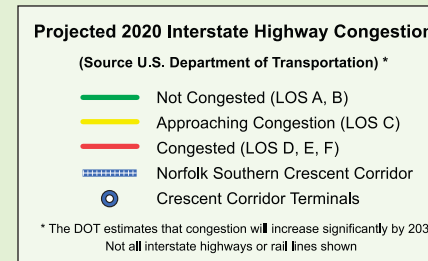 Projected 2020 Interstate Highway Congestion
(Source U.S. Department of Transportation) *
Not Congested (LOS A, B)
Approaching Congestion (LOS C)
Congested (LOS D, E, F)
Norfolk Southern Crescent Corridor
Crescent Corridor Terminals
* The DOT estimates that congestion will increase significantly by 203
Not all interstate highways or rail lines shown